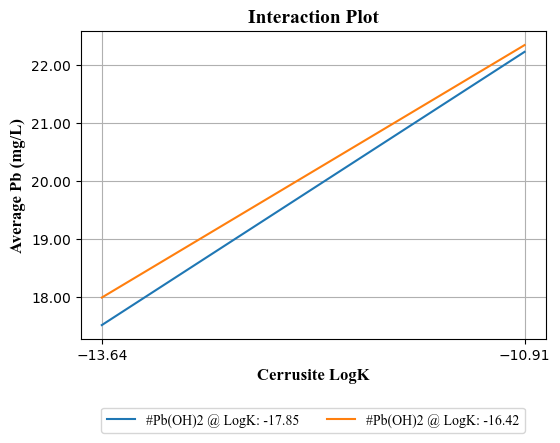 Interaction Plot
22.00
21.00
20.00
19.00
18.00
Average Pb (mg/L)
−13.64
−10.91
Cerrusite LogK
#Pb(OH)2 @ LogK: -17.85
#Pb(OH)2 @ LogK: -16.42